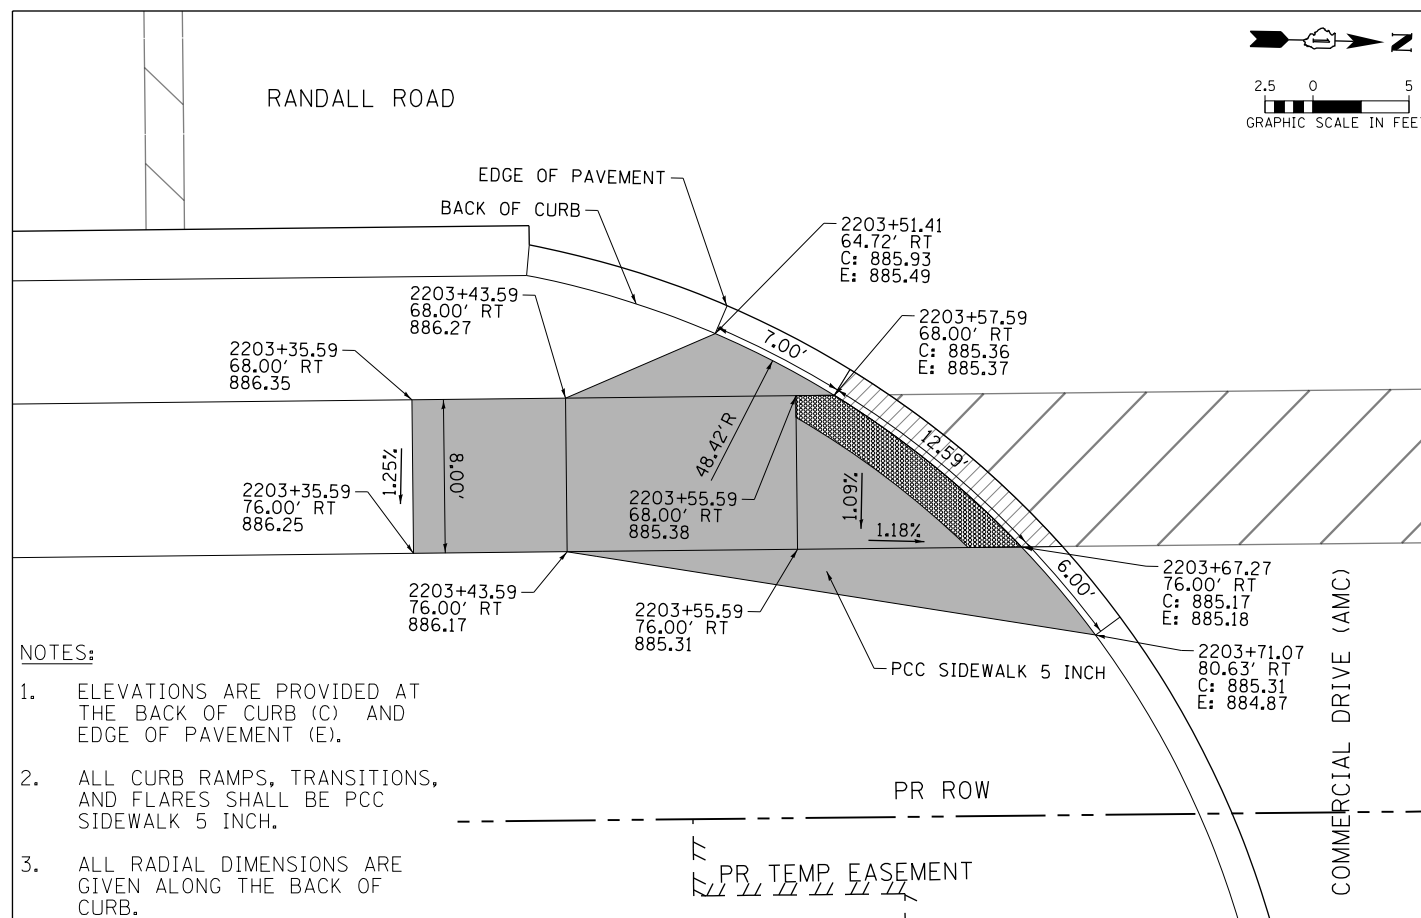 N
2.5 0 5
GRAPHIC SCALE IN FEE
RANDALL ROAD
EDGE OF PAVEMENT
BACK OF CURB
2203+51.41
64.72' RT
C: 885.93
E: 885.49
2203+43.59
68.00' RT
886.27
2203+57.59
68.00' RT
C: 885.36
E: 885.37
7.00'
2203+35.59
68.00' RT
886.35
48.42'R
12.59'
1.25%
8.00'
2203+35.59
76.00' RT
886.25
2203+55.59
68.00' RT
885.38
1.09%
1.18%
6.00'
2203+43.59
76.00' RT
886.17
2203+55.59
76.00' RT
885.31
2203+67.27
76.00' RT
C: 885.17
E: 885.18
2203+71.07
80.63' RT
C: 885.31
E: 884.87
PCC SIDEWALK 5 INCH
COMMERCIAL DRIVE (AMC)
PR ROW
PR TEMP EASEMENT
NOTES:
1. ELEVATIONS ARE PROVIDED AT
THE BACK OF CURB (C) AND
EDGE OF PAVEMENT (E).
2. ALL CURB RAMPS, TRANSITIONS,
AND FLARES SHALL BE PCC
SIDEWALK 5 INCH.
3. ALL RADIAL DIMENSIONS ARE
GIVEN ALONG THE BACK OF
CURB.